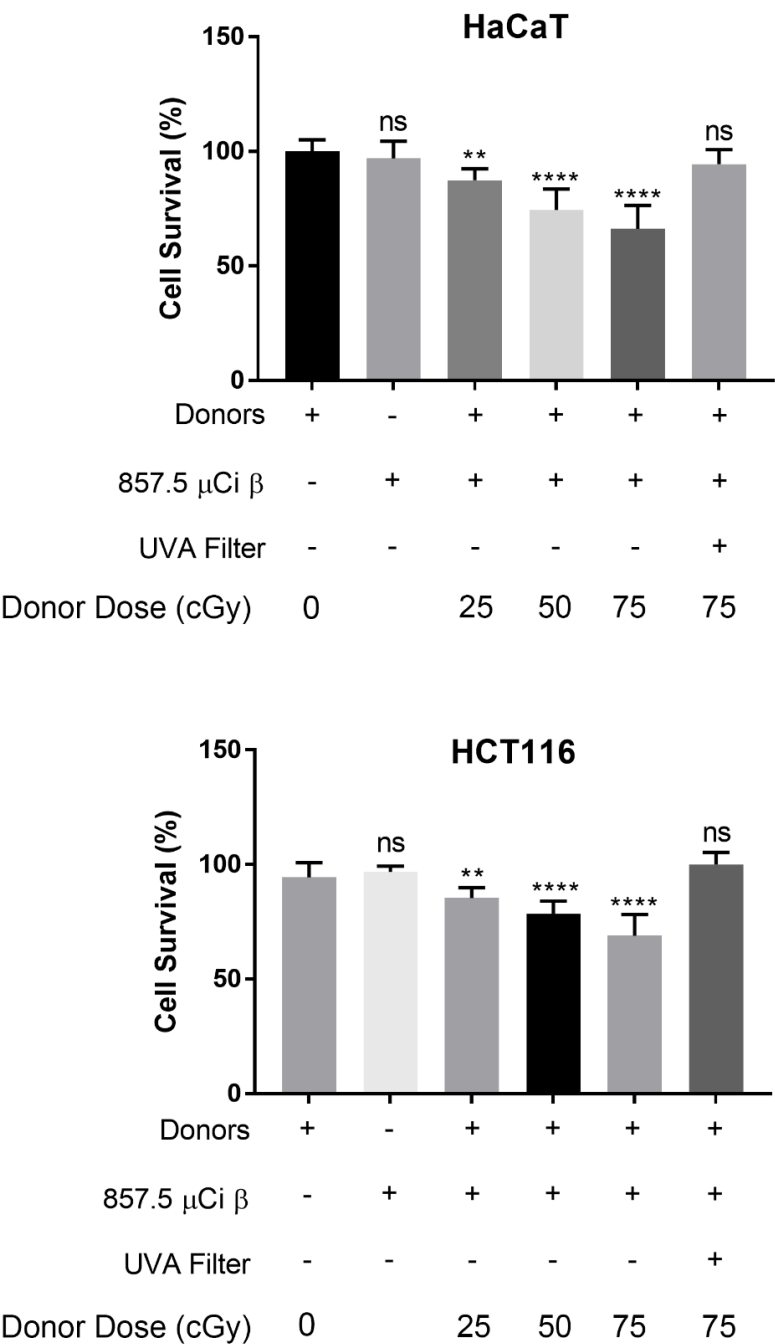 HaCaT
150
100
50
0
Cell Survival (%)
ns
**
****
****
ns
Donors + - + + + +
857.5 μCi β - + + + + +
UVA Filter - - - - - +
Donor Dose (cGy) 0 25 50 75 75
HCT116
150
100
50
0
Cell Survival (%)
ns
**
****
****
ns
Donors + - + + + +
857.5 μCi β - + + + + +
UVA Filter - - - - - +
Donor Dose (cGy) 0 25 50 75 75